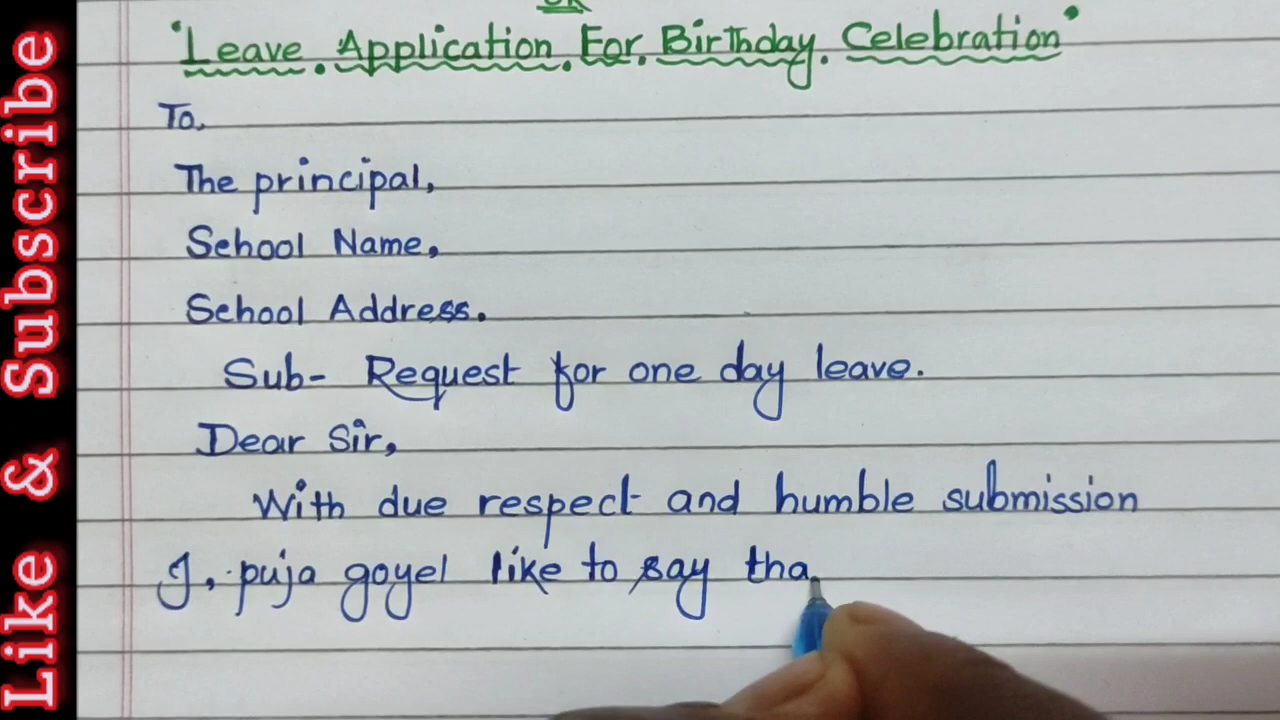 OR
"Leave Application For Birthday Celebration"
To,
The principal,
School Name,
School Address.
Sub- Request for one day leave.
Dear Sir,
With due respect and humble submission
I, puja goyel like to say tha
Like & Subscribe